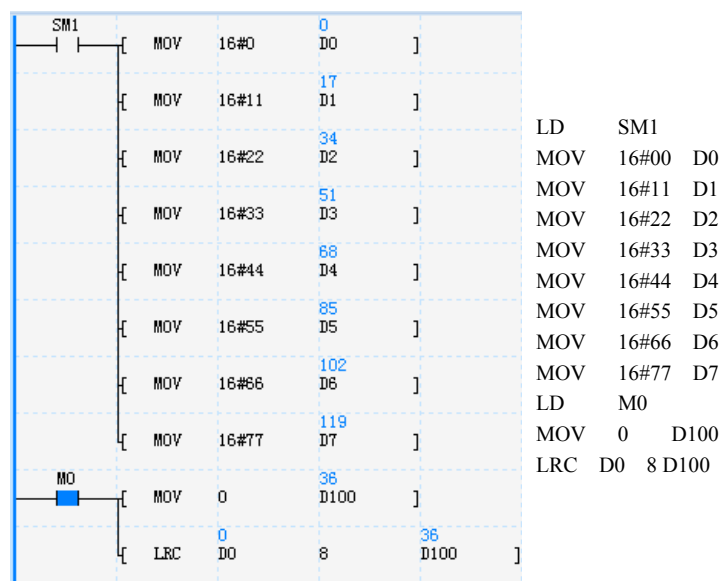 SM1
0
[ MOV 16#0 D0 ]
17
[ MOV 16#11 D1 ]
34
[ MOV 16#22 D2 ]
51
[ MOV 16#33 D3 ]
68
[ MOV 16#44 D4 ]
85
[ MOV 16#55 D5 ]
102
[ MOV 16#66 D6 ]
119
[ MOV 16#77 D7 ]
M0
36
[ MOV 0 D100 ]
0 36
[ LRC D0 8 D100 ]
LD SM1
MOV 16#00 D0
MOV 16#11 D1
MOV 16#22 D2
MOV 16#33 D3
MOV 16#44 D4
MOV 16#55 D5
MOV 16#66 D6
MOV 16#77 D7
LD M0
MOV 0 D100
LRC D0 8 D100